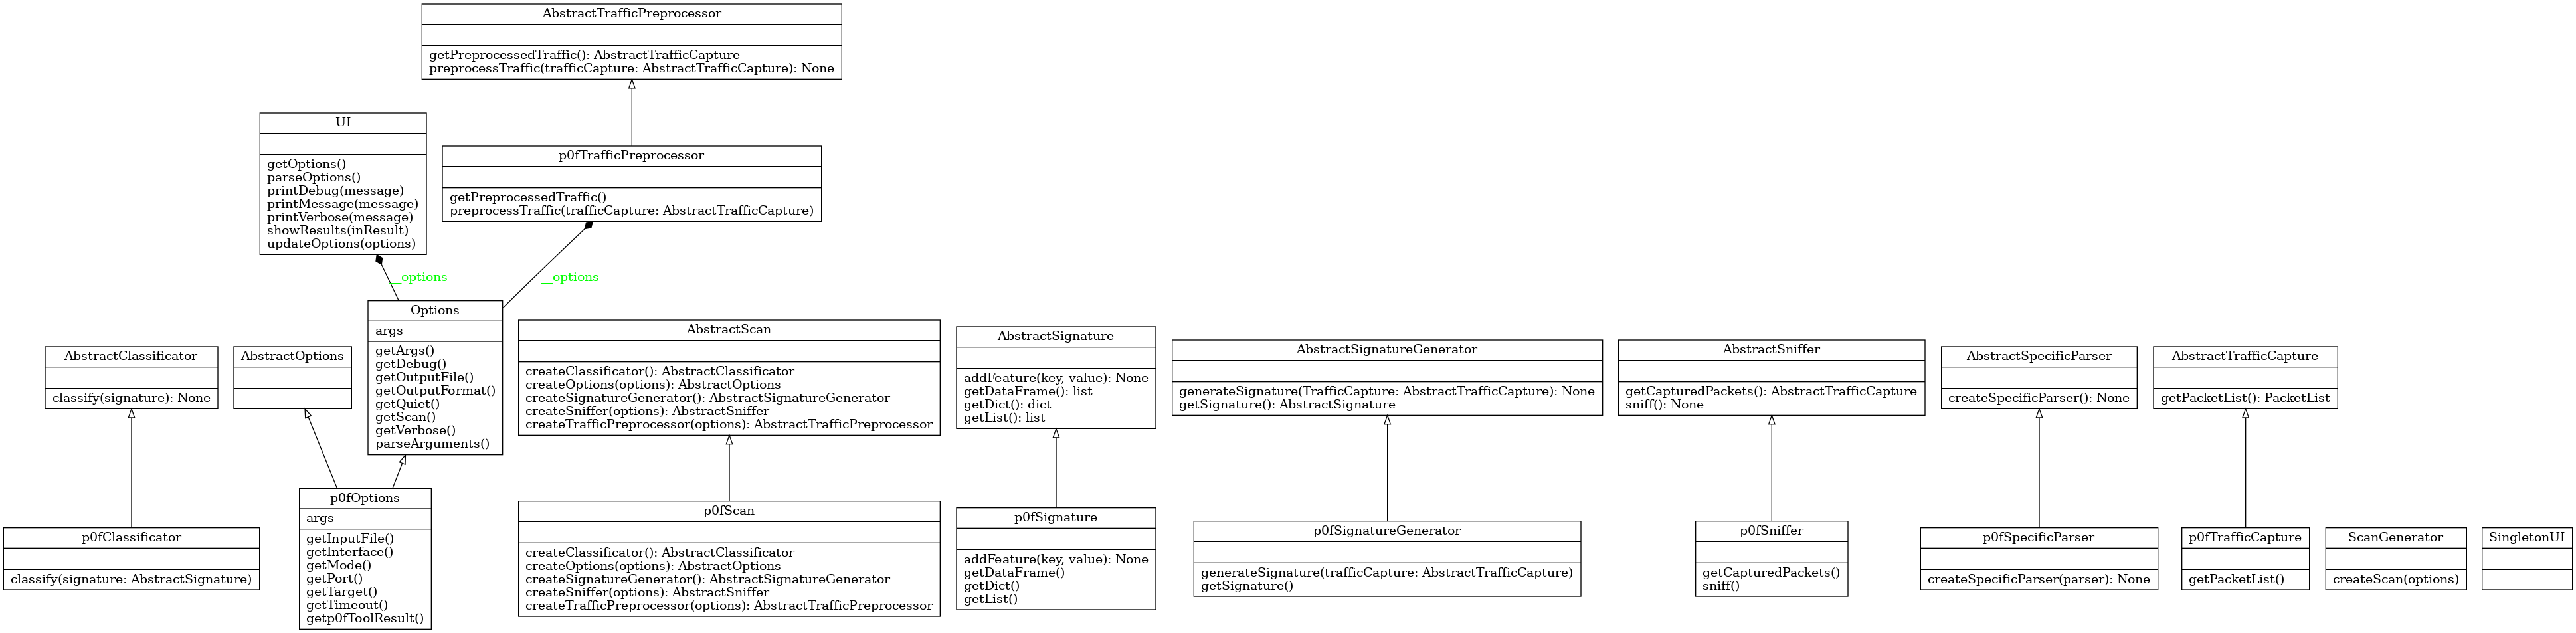 AbstractTrafficPreprocessor
getPreprocessedTraffic(): AbstractTrafficCapture
preprocessTraffic(trafficCapture: AbstractTrafficCapture): None
UI
getOptions()
parseOptions()
printDebug(message)
printMessage(message)
printVerbose(message)
showResults(inResult)
updateOptions(options)
p0fTrafficPreprocessor
getPreprocessedTraffic()
preprocessTraffic(trafficCapture: AbstractTrafficCapture)
__options
__options
AbstractClassificator
classify(signature): None
AbstractOptions
Options
args
getArgs()
getDebug()
getOutputFile()
getOutputFormat()
getQuiet()
getScan()
getVerbose()
parseArguments()
AbstractScan
createClassificator(): AbstractClassificator
createOptions(options): AbstractOptions
createSignatureGenerator(): AbstractSignatureGenerator
createSniffer(options): AbstractSniffer
createTrafficPreprocessor(options): AbstractTrafficPreprocessor
AbstractSignature
addFeature(key, value): None
getDataFrame(): list
getDict(): dict
getList(): list
AbstractSignatureGenerator
generateSignature(TrafficCapture: AbstractTrafficCapture): None
getSignature(): AbstractSignature
AbstractSniffer
getCapturedPackets(): AbstractTrafficCapture
sniff(): None
AbstractSpecificParser
createSpecificParser(): None
AbstractTrafficCapture
getPacketList(): PacketList
p0fClassificator
classify(signature: AbstractSignature)
p0fOptions
args
getInputFile()
getInterface()
getMode()
getPort()
getTarget()
getTimeout()
getp0fToolResult()
p0fScan
createClassificator(): AbstractClassificator
createOptions(options): AbstractOptions
createSignatureGenerator(): AbstractSignatureGenerator
createSniffer(options): AbstractSniffer
createTrafficPreprocessor(options): AbstractTrafficPreprocessor
p0fSignature
addFeature(key, value): None
getDataFrame()
getDict()
getList()
p0fSignatureGenerator
generateSignature(trafficCapture: AbstractTrafficCapture)
getSignature()
p0fSniffer
getCapturedPackets()
sniff()
p0fSpecificParser
createSpecificParser(parser): None
p0fTrafficCapture
getPacketList()
ScanGenerator
createScan(options)
SingletonUI